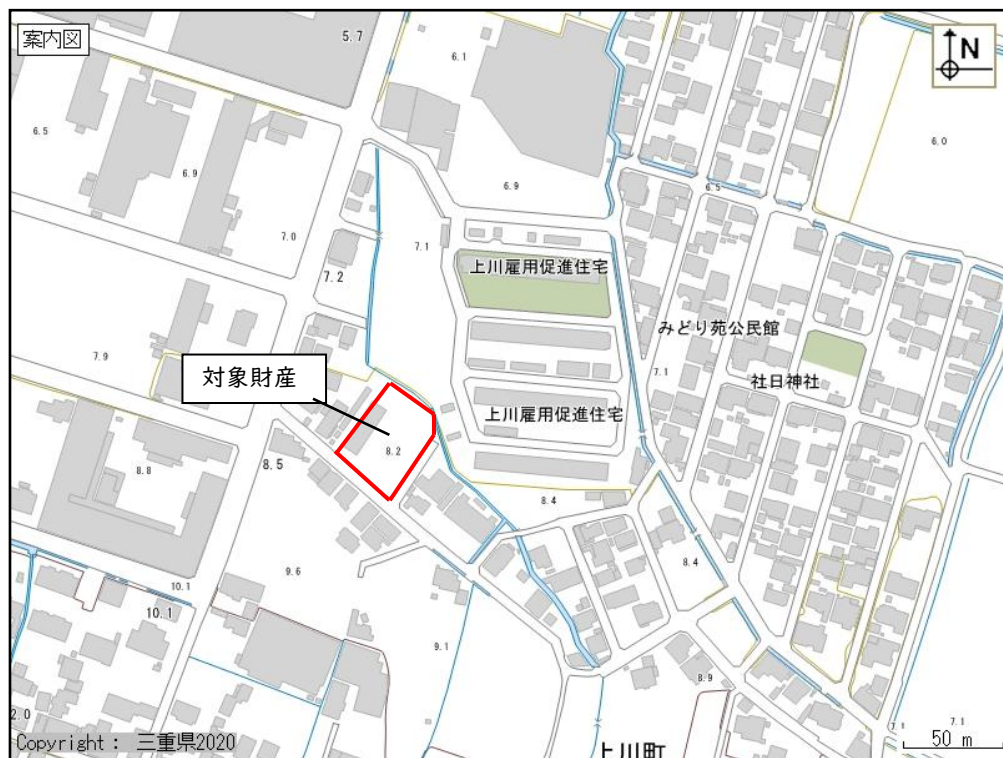 案内図
N
5.7
6.1
6.5
6.9
6.0
6.9
6.5
7.0
7.1
7.2
上川雇用促進住宅
みどり苑公民館
7.9
7.1
対象財産
社日神社
上川雇用促進住宅
8.2
8.5
8.8
8.4
8.4
9.6
10.1
10.1
9.1
8.9
2.0
7.1
7.1
Copyright : 三重県2020
上川町
50 m